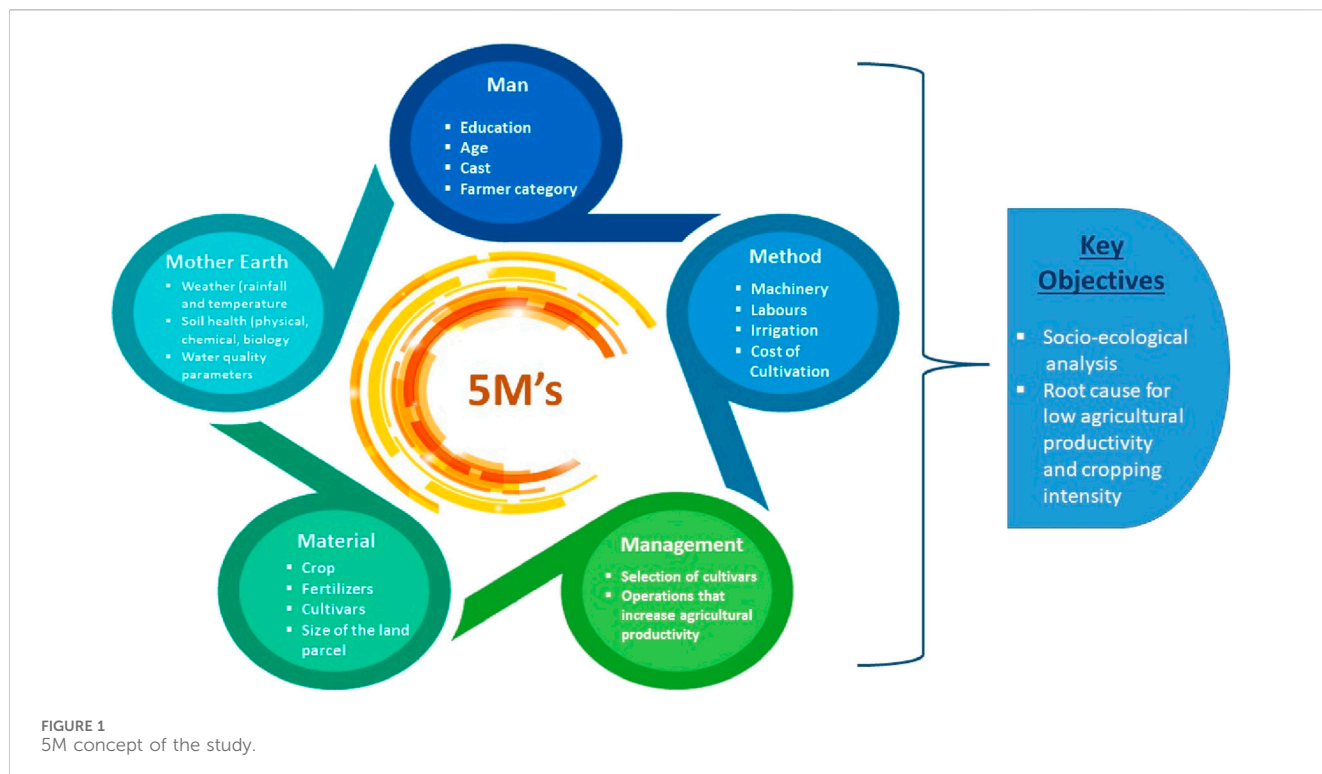 Man
▪ Education
▪ Age
▪ Cast
▪ Farmer category
Method
▪ Machinery
▪ Labours
▪ Irrigation
▪ Cost of
Cultivation
Management
▪ Selection of cultivars
▪ Operations that
increase agricultural
productivity
Material
▪ Crop
▪ Fertilizers
▪ Cultivars
▪ Size of the land
parcel
Mother Earth
▪ Weather (rainfall
and temperature
▪ Soil health (physical,
chemical, biology
▪ Water quality
parameters
5M's
Key
Objectives
▪ Socio-ecological
analysis
▪ Root cause for
low agricultural
productivity
and cropping
intensity
FIGURE 1
5M concept of the study.